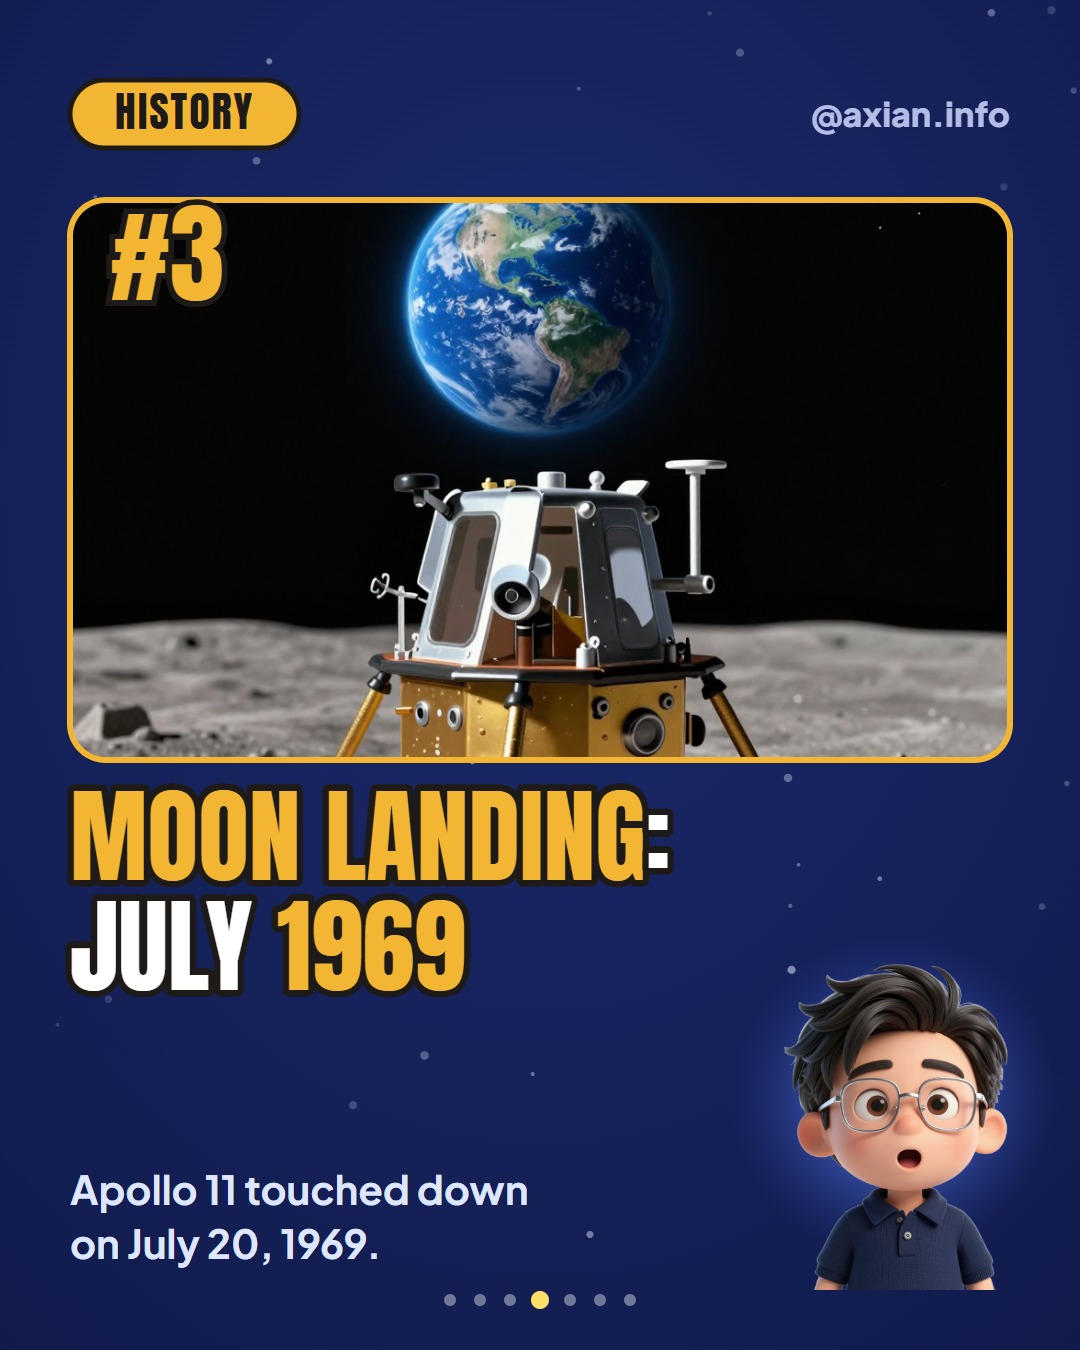 HISTORY
@axian.info
#3
MOON LANDING:
JULY 1969
Apollo 11 touched down
on July 20, 1969.